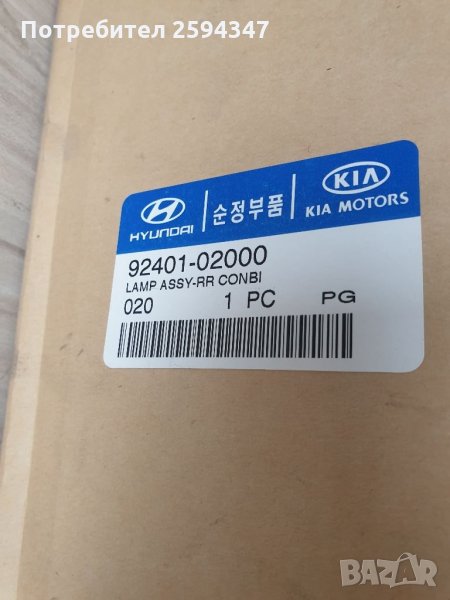 Потребител 2594347
HYUNDAI
순정부품
KIA
KIA MOTORS
92401-02000
LAMP ASSY-RR CONBI
020 1 PC PG
BAZAR